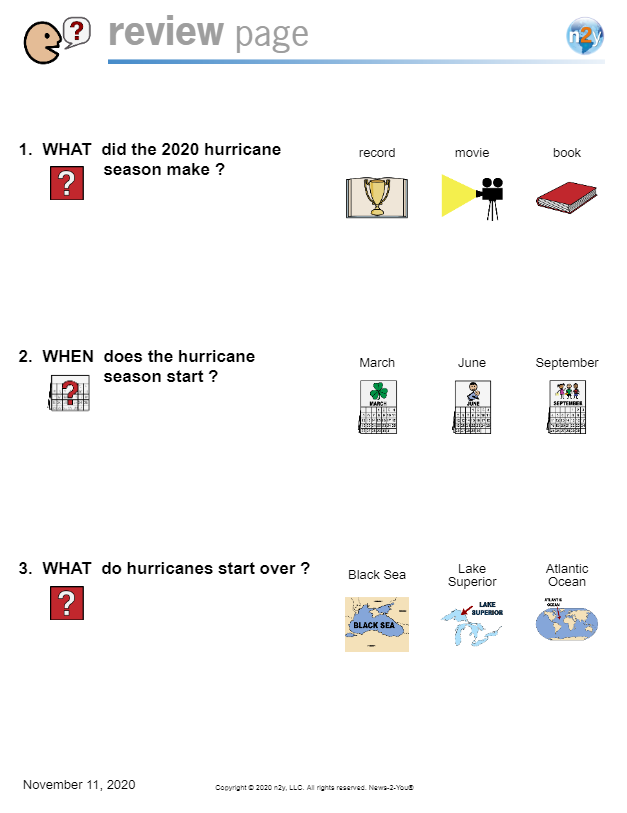 ?
review page
n2y
1. WHAT did the 2020 hurricane
season make ?
?
record
movie
book
2. WHEN does the hurricane
season start ?
?
March
June
September
MARCH
JUNE
SEPTEMBER
3. WHAT do hurricanes start over ?
?
Black Sea
Lake
Superior
Atlantic
Ocean
BLACK SEA
LAKE
SUPERIOR
ATLANTIC
OCEAN
November 11, 2020
Copyright © 2020 n2y, LLC. All rights reserved. News-2-You®